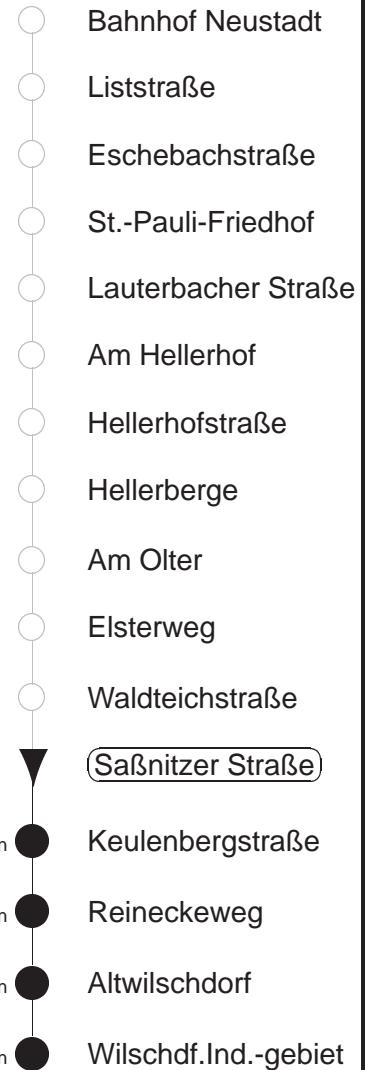 Bahnhof Neustadt
Liststraße
Eschebachstraße
St.-Pauli-Friedhof
Lauterbacher Straße
Am Hellerhof
Hellerhofstraße
Hellerberge
Am Olter
Elsterweg
Waldteichstraße
Saßnitzer Straße
Keulenbergstraße
Reineckeweg
Altwilschdorf
Wilschdf.Ind.-gebiet